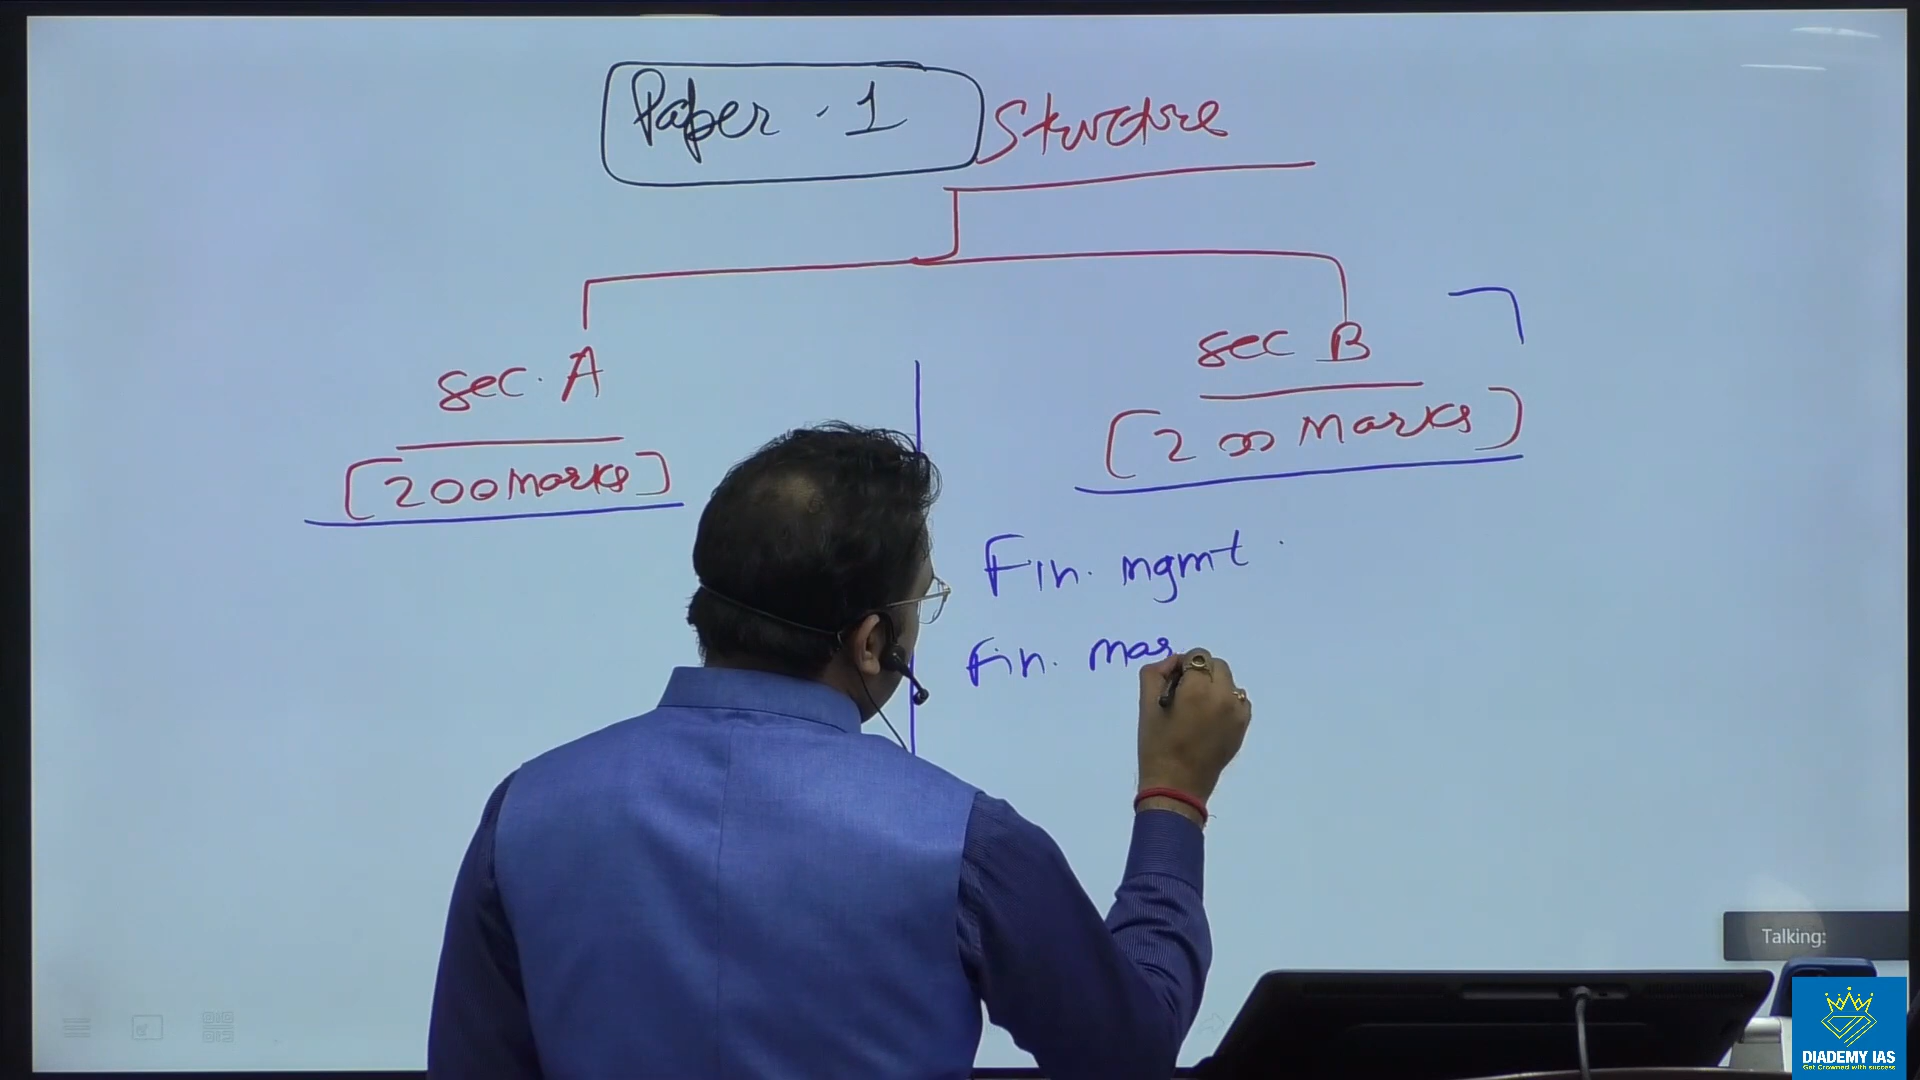 Paper - 1 Structure
sec. A
[200 Marks]
sec B
[200 Marks]
Fin. mgmt.
Fin. mar
Talking:
DIADEMY IAS
Get Crowned with success